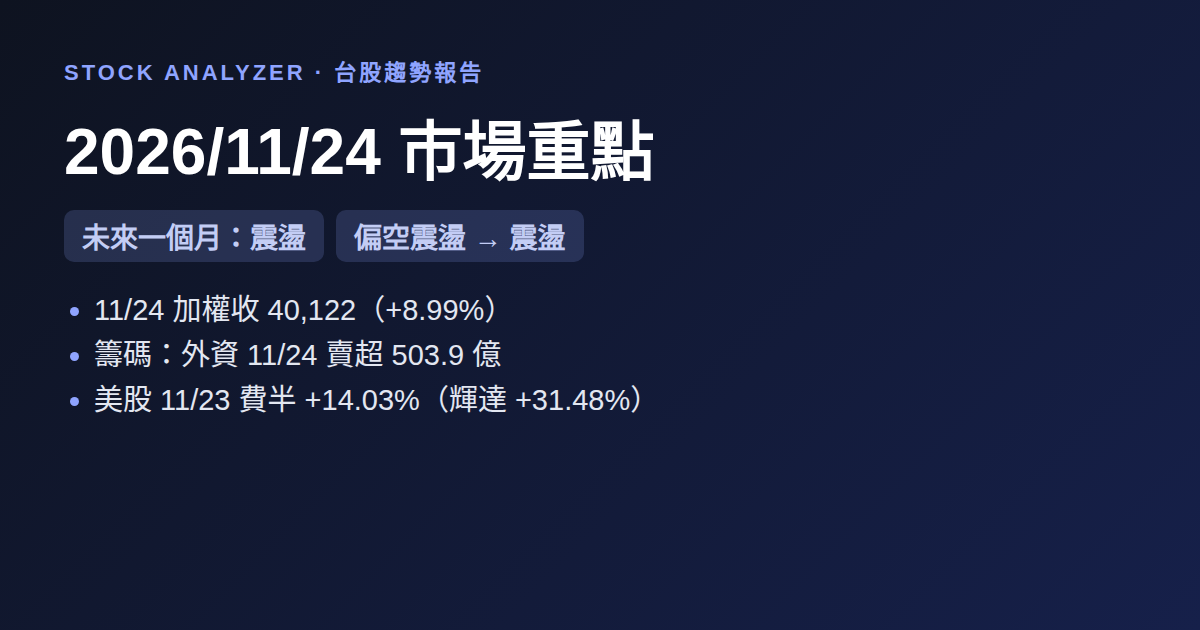 STOCK ANALYZER · 台股趨勢報告
2026/11/24 市場重點
未來一個月：震盪 偏空震盪 → 震盪
11/24 加權收 40,122（+8.99%）
籌碼：外資 11/24 賣超 503.9 億
美股 11/23 費半 +14.03%（輝達 +31.48%）